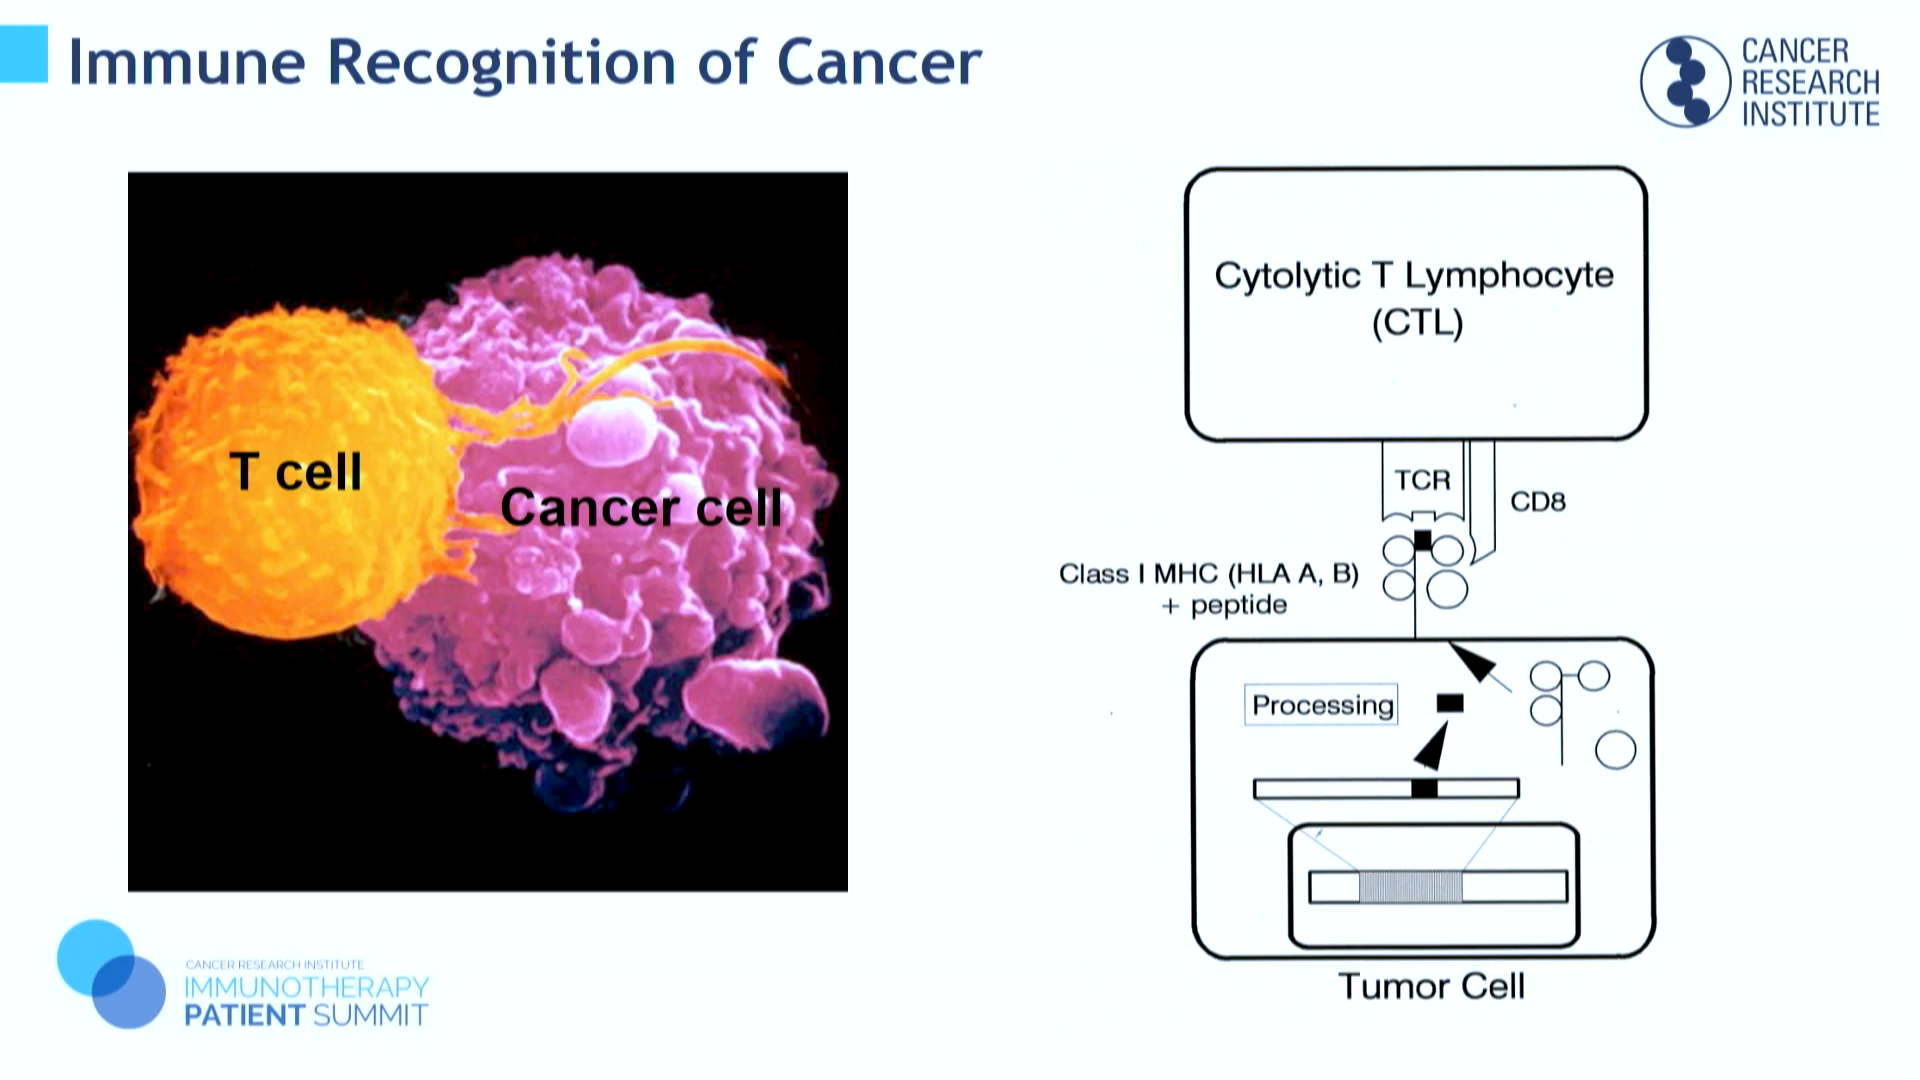 Immune Recognition of Cancer
CANCER
RESEARCH
INSTITUTE
T cell
Cancer cell
Cytolytic T Lymphocyte
(CTL)
TCR
CD8
Class I MHC (HLA A, B)
+ peptide
Processing
Tumor Cell
CANCER RESEARCH INSTITUTE
IMMUNOTHERAPY
PATIENT SUMMIT